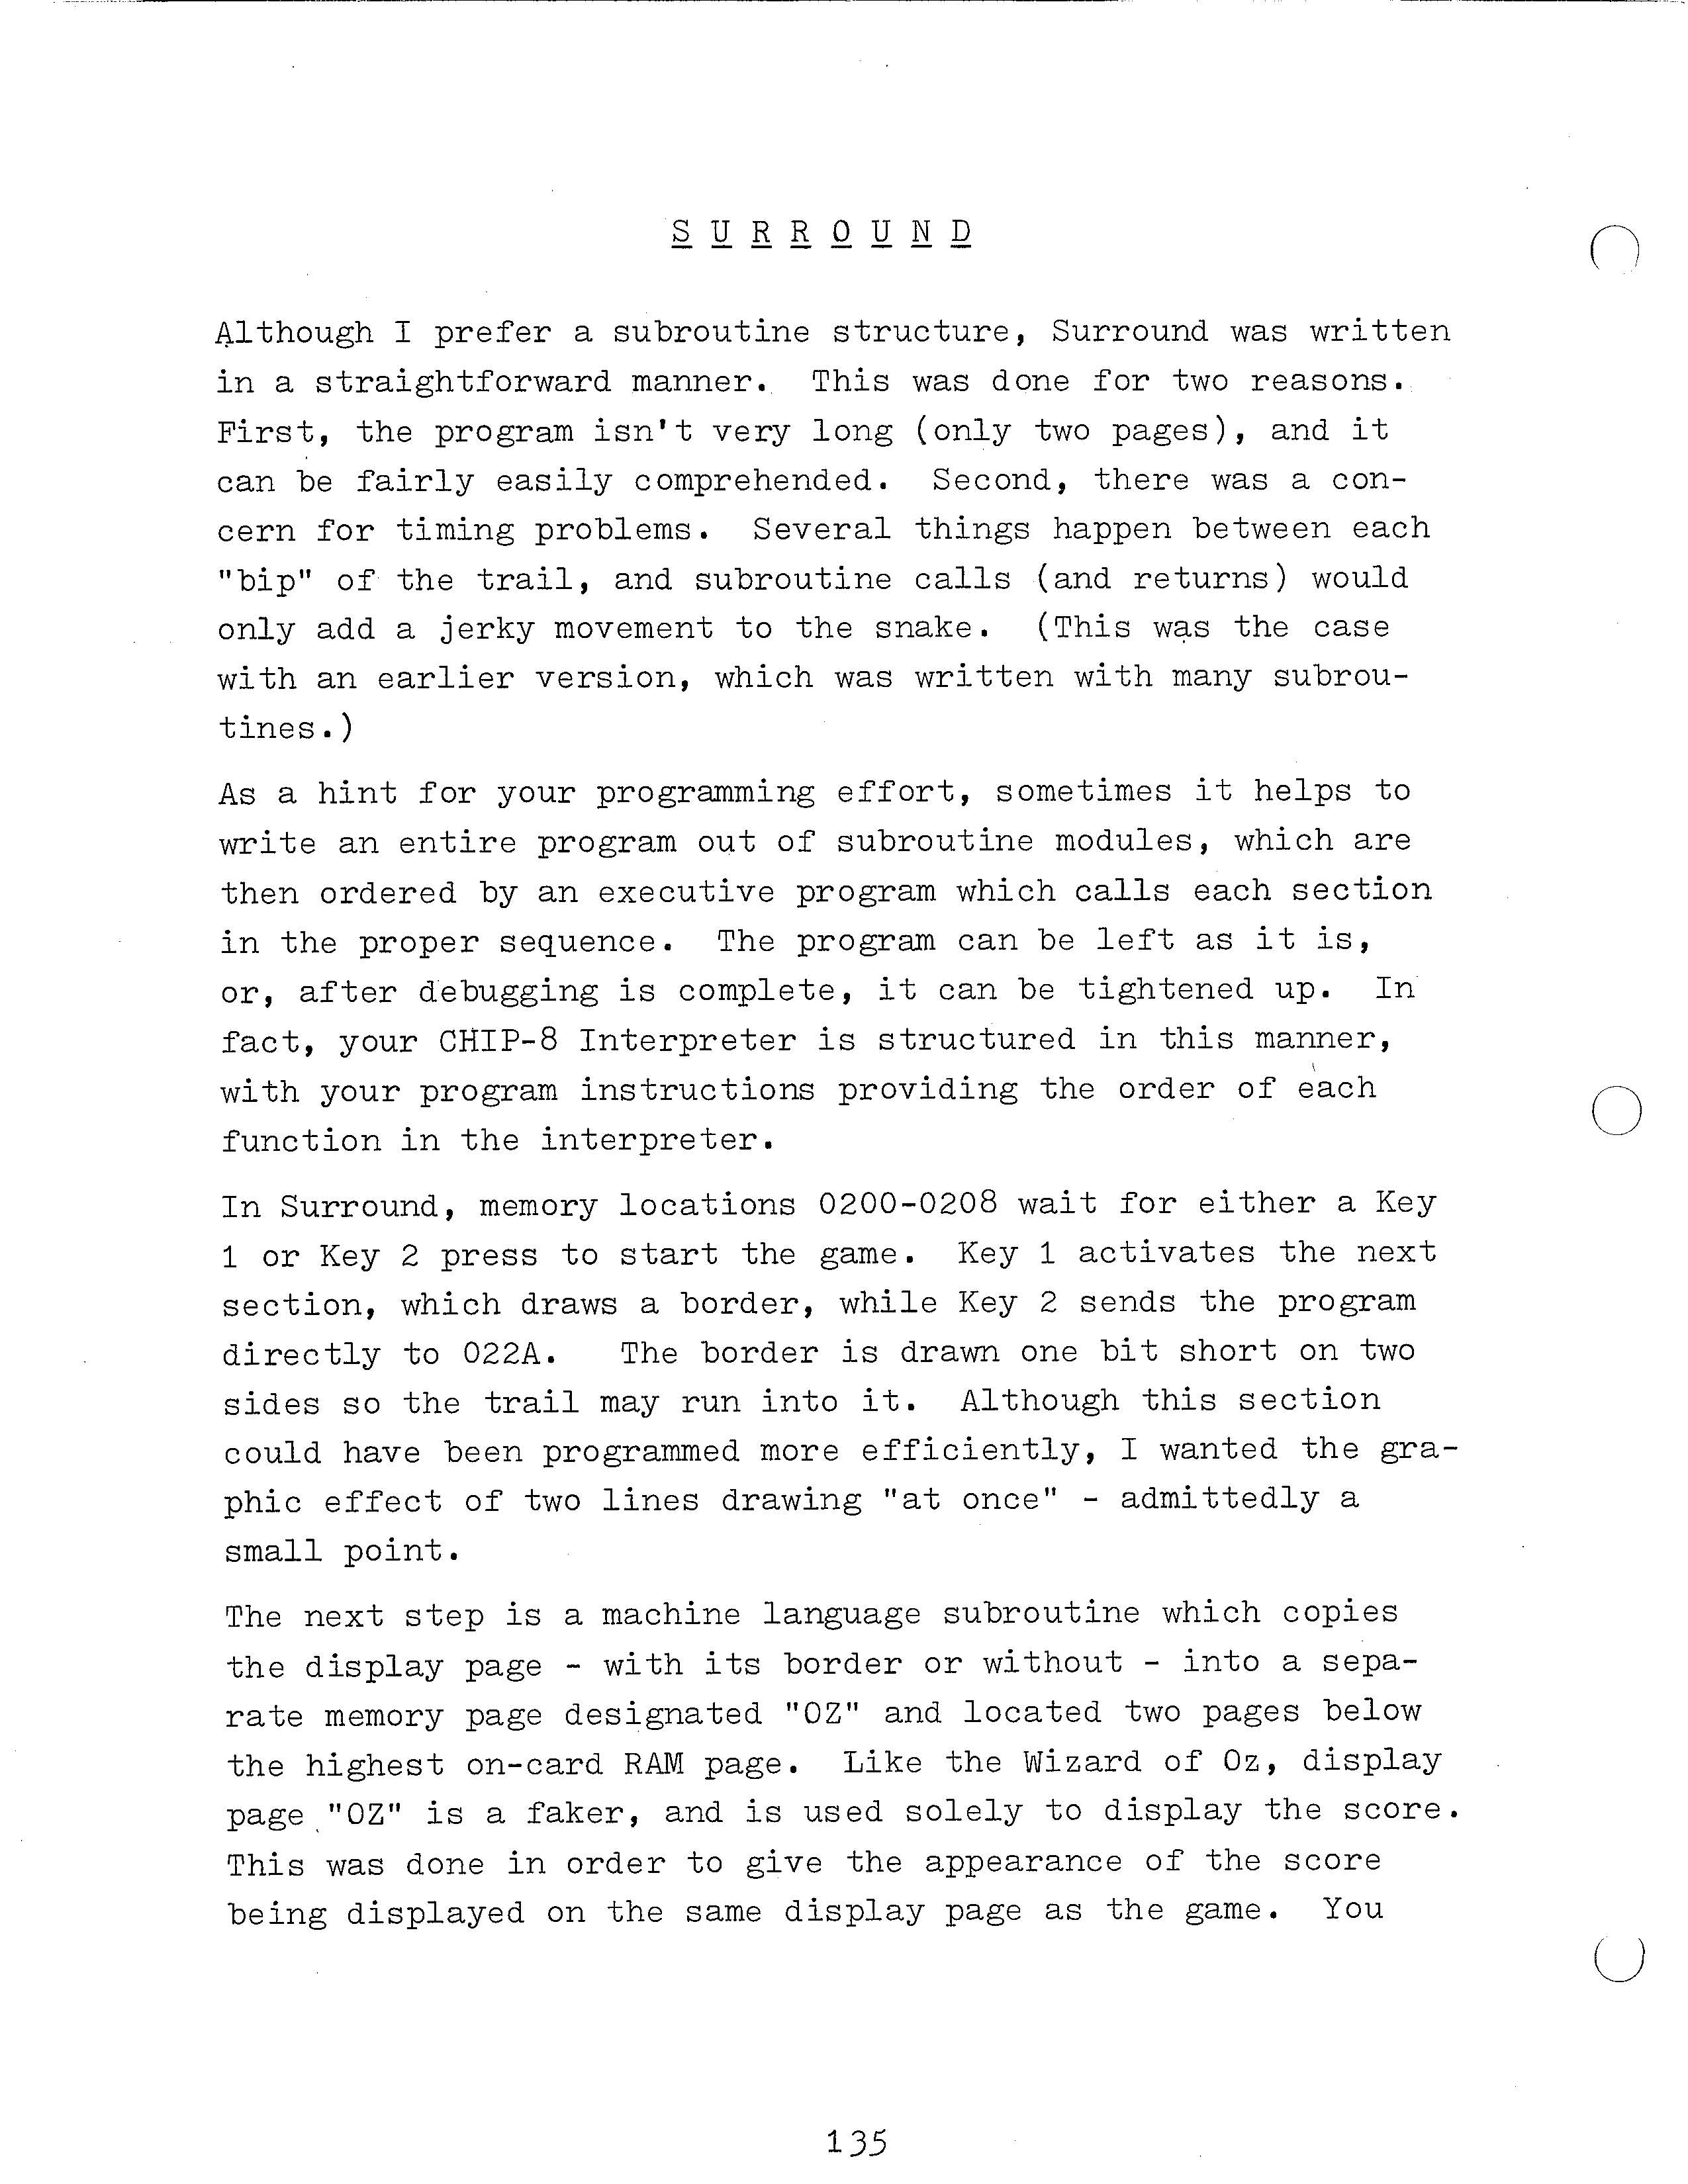 S U R R O U N D
Although I prefer a subroutine structure, Surround was written
in a straightforward manner.  This was done for two reasons.
First, the program isn't very long (only two pages), and it
can be fairly easily comprehended.  Second, there was a con-
cern for timing problems.  Several things happen between each
"bip" of the trail, and subroutine calls (and returns) would
only add a jerky movement to the snake.  (This was the case
with an earlier version, which was written with many subrou-
tines.)
As a hint for your programming effort, sometimes it helps to
write an entire program out of subroutine modules, which are
then ordered by an executive program which calls each section
in the proper sequence.  The program can be left as it is,
or, after debugging is complete, it can be tightened up.  In
fact, your CHIP-8 Interpreter is structured in this manner,
with your program instructions providing the order of each
function in the interpreter.
In Surround, memory locations 0200-0208 wait for either a Key
1 or Key 2 press to start the game.  Key 1 activates the next
section, which draws a border, while Key 2 sends the program
directly to 022A.   The border is drawn one bit short on two
sides so the trail may run into it.  Although this section
could have been programmed more efficiently, I wanted the gra-
phic effect of two lines drawing "at once" - admittedly a
small point.
The next step is a machine language subroutine which copies
the display page - with its border or without - into a sepa-
rate memory page designated "OZ" and located two pages below
the highest on-card RAM page.  Like the Wizard of Oz, display
page "OZ" is a faker, and is used solely to display the score.
This was done in order to give the appearance of the score
being displayed on the same display page as the game.  You
135